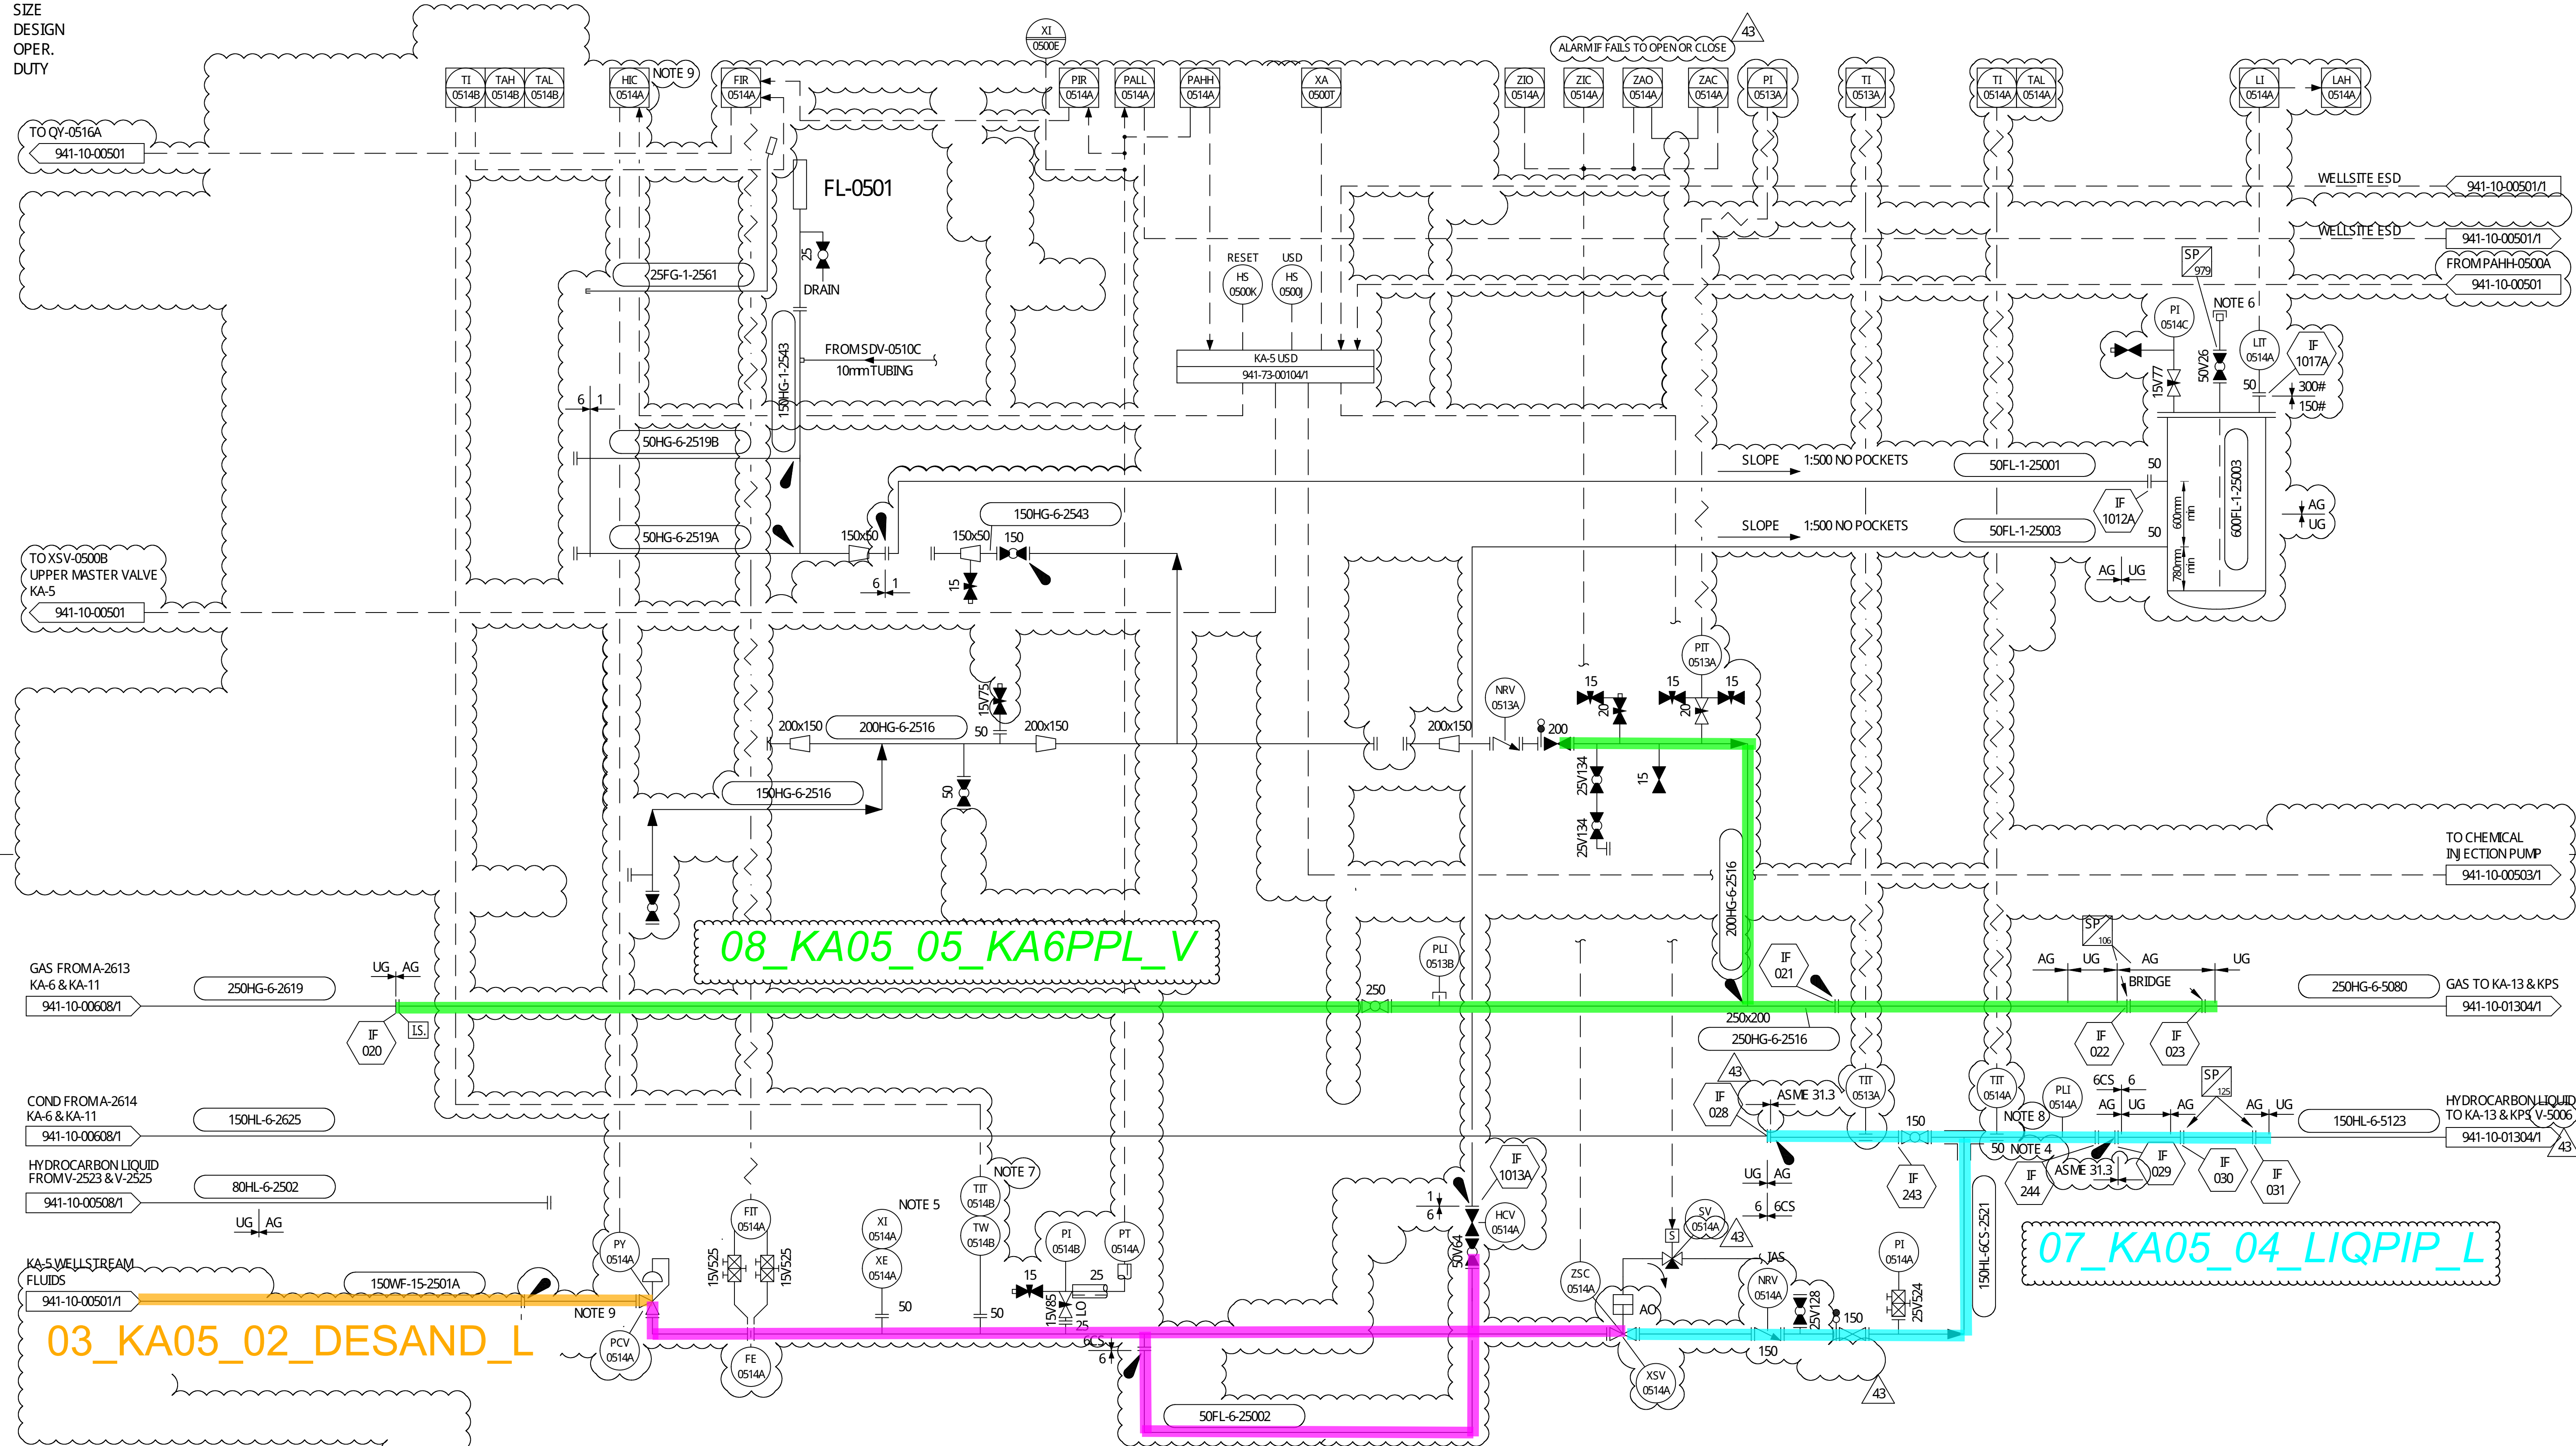 SIZE
DESIGN
OPER.
DUTY
XI
0500E
ALARM IF FAILS TO OPEN OR CLOSE
43
TI
0514B
TAH
0514B
TAL
0514B
HIC
0514A
NOTE 9
FIR
0514A
PIR
0514A
PALL
0514A
PAHH
0514A
XA
0500T
ZIO
0514A
ZIC
0514A
ZAO
0514A
ZAC
0514A
PI
0513A
TI
0513A
TI
0514A
TAL
0514A
LI
0514A
LAH
0514A
TO QY-0516A
941-10-00501
FL-0501
WELLSITE ESD
941-10-00501/1
WELLSITE ESD
941-10-00501/1
25
DRAIN
25FG-1-2561
RESET
HS
0500K
USD
HS
0500J
SP
979
FROM PAHH-0500A
941-10-00501
NOTE 6
PI
0514C
LIT
0514A
IF
1017A
150HG-1-2543
FROM SDV-0510C
10mm TUBING
KA-5 USD
941-73-00104/1
15V77
50V26
50
300#
150#
6
1
50HG-6-2519B
SLOPE
1:500 NO POCKETS
50FL-1-25001
50
IF
1012A
600mm
min
600FL-1-25003
AG
UG
50HG-6-2519A
150x50
150HG-6-2543
150x50
150
SLOPE
1:500 NO POCKETS
50FL-1-25003
50
780mm
min
AG
UG
6
1
15
TO XSV-0500B
UPPER MASTER VALVE
KA-5
941-10-00501
PIT
0513A
NRV
0513A
15
15
15
20
20
15V75
200x150
200HG-6-2516
50
200x150
200x150
200
25V134
15
25V134
150HG-6-2516
50
200HG-6-2516
TO CHEMICAL
INJECTION PUMP
941-10-00503/1
08_KA05_05_KA6PPL_V
PLI
0513B
IF
021
SP
106
AG
UG
AG
UG
BRIDGE
GAS FROM A-2613
KA-6 & KA-11
941-10-00608/1
250HG-6-2619
UG
AG
IF
020
I.S.
250
250x200
250HG-6-2516
IF
022
IF
023
250HG-6-5080
GAS TO KA-13 & KPS
941-10-01304/1
COND FROM A-2614
KA-6 & KA-11
941-10-00608/1
150HL-6-2625
43
IF
028
ASME 31.3
TIT
0513A
150
TIT
0514A
NOTE 8
PLI
0514A
6CS
6
AG
UG
AG
SP
125
AG
UG
150HL-6-5123
HYDROCARBON LIQUID
TO KA-13 & KPS( V-5006
941-10-01304/1
43
50
NOTE 4
ASME 31.3
IF
244
IF
029
IF
030
IF
031
IF
243
HYDROCARBON LIQUID
FROM V-2523 & V-2525
941-10-00508/1
80HL-6-2502
UG
AG
UG
AG
6
6CS
NOTE 7
TIT
0514B
TW
0514B
NOTE 5
XI
0514A
XE
0514A
50
50
FIT
0514A
15V525
15V525
PY
0514A
PI
0514B
PT
0514A
15
25
15V85
LO
25
6CS
6
IF
1013A
1
6
HCV
0514A
50V64
ZSC
0514A
S
SV
0514A
43
JAS
AO
NRV
0514A
25V128
150
PI
0514A
25V524
150HL-6CS-2521
07_KA05_04_LIQPIP_L
KA-5 WELLSTREAM
FLUIDS
941-10-00501/1
150WF-15-2501A
NOTE 9
03_KA05_02_DESAND_L
PCV
0514A
FE
0514A
150
XSV
0514A
43
50FL-6-25002